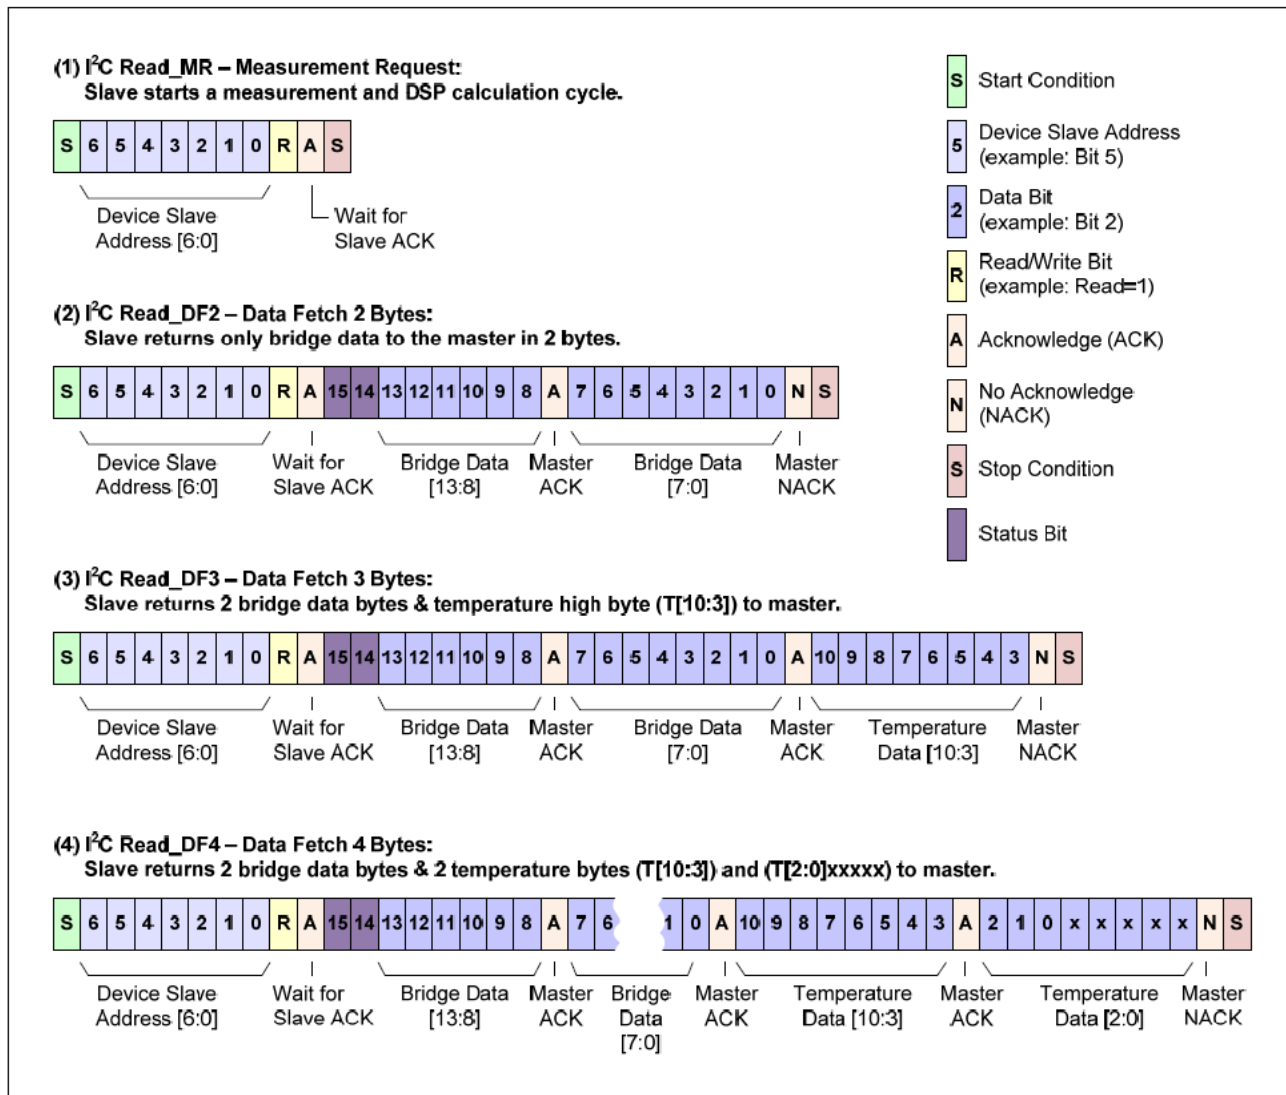 (1) I²C Read_MR – Measurement Request:
Slave starts a measurement and DSP calculation cycle.
S 6 5 4 3 2 1 0 R A S
Device Slave
Address [6:0]
Wait for
Slave ACK
(2) I²C Read_DF2 – Data Fetch 2 Bytes:
Slave returns only bridge data to the master in 2 bytes.
S 6 5 4 3 2 1 0 R A 15 14 13 12 11 10 9 8 A 7 6 5 4 3 2 1 0 N S
Device Slave
Address [6:0]
Wait for
Slave ACK
Bridge Data
[13:8]
Master
ACK
Bridge Data
[7:0]
Master
NACK
(3) I²C Read_DF3 – Data Fetch 3 Bytes:
Slave returns 2 bridge data bytes & temperature high byte (T[10:3]) to master.
S 6 5 4 3 2 1 0 R A 15 14 13 12 11 10 9 8 A 7 6 5 4 3 2 1 0 A 10 9 8 7 6 5 4 3 N S
Device Slave
Address [6:0]
Wait for
Slave ACK
Bridge Data
[13:8]
Master
ACK
Bridge Data
[7:0]
Master
ACK
Temperature
Data [10:3]
Master
NACK
(4) I²C Read_DF4 – Data Fetch 4 Bytes:
Slave returns 2 bridge data bytes & 2 temperature bytes (T[10:3]) and (T[2:0]xxxxx) to master.
S 6 5 4 3 2 1 0 R A 15 14 13 12 11 10 9 8 A 7 6 1 0 A 10 9 8 7 6 5 4 3 A 2 1 0 x x x x x N S
Device Slave
Address [6:0]
Wait for
Slave ACK
Bridge Data
[13:8]
Master
ACK
Bridge
Data
[7:0]
Master
ACK
Temperature
Data [10:3]
Master
ACK
Temperature
Data [2:0]
Master
NACK
S Start Condition
5 Device Slave Address
(example: Bit 5)
2 Data Bit
(example: Bit 2)
R Read/Write Bit
(example: Read=1)
A Acknowledge (ACK)
N No Acknowledge
(NACK)
S Stop Condition
Status Bit